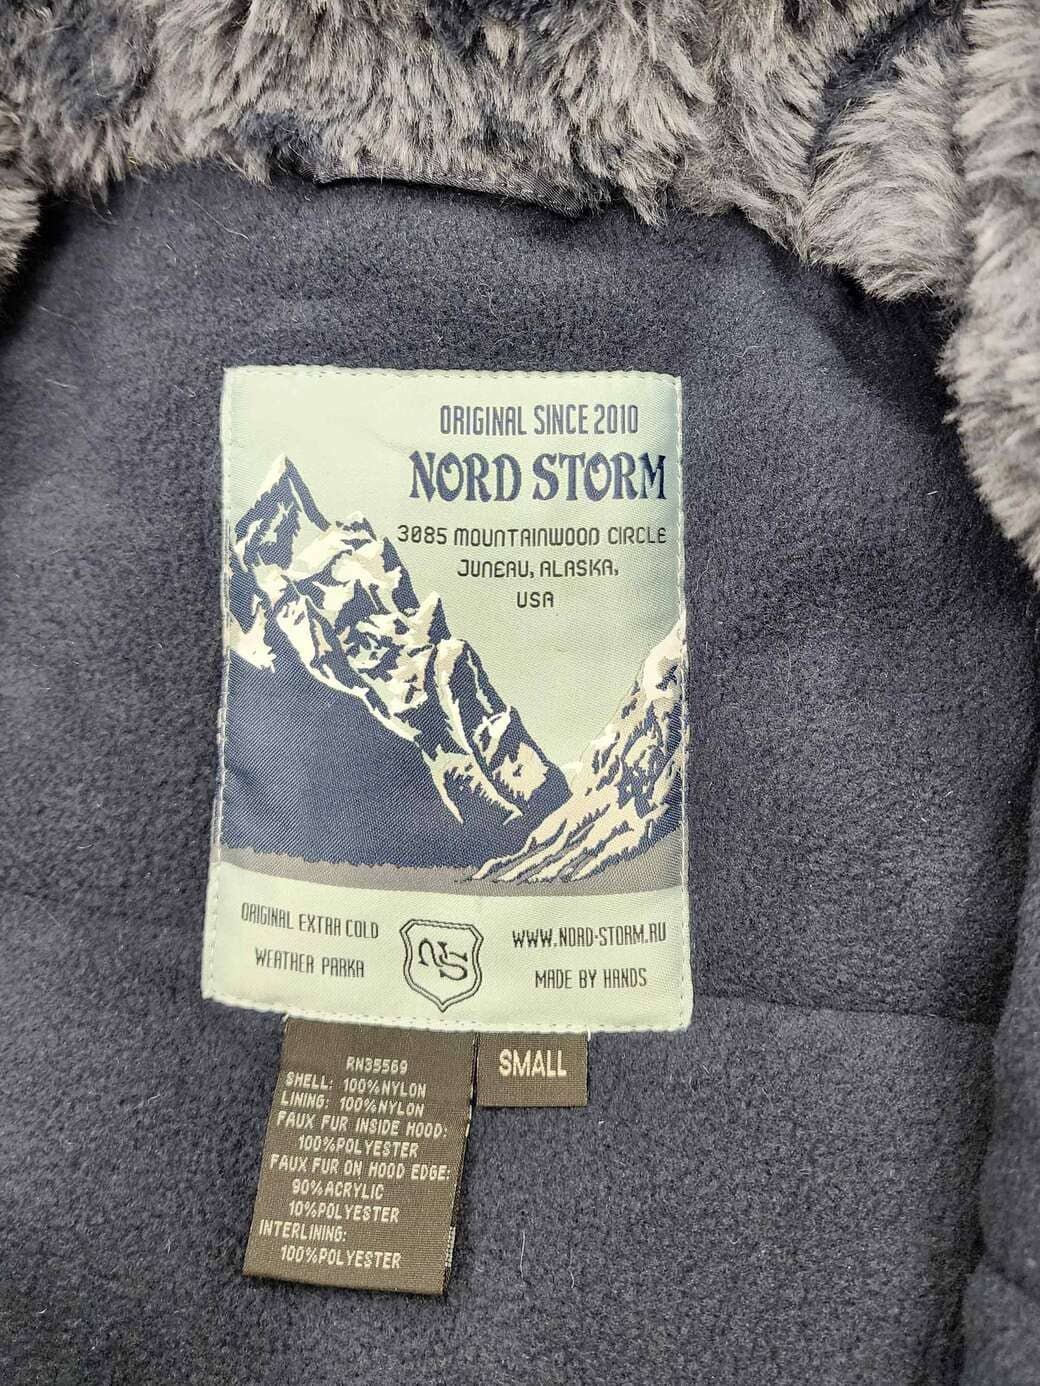 ORIGINAL SINCE 2010
NORD STORM
3085 MOUNTAINWOOD CIRCLE
JUNEAU, ALASKA,
USA
ORIGINAL EXTRA COLD
WEATHER PARKA
NS
WWW.NORD-STORM.RU
MADE BY HANDS
SMALL
RN35569
SHELL: 100%NYLON
LINING: 100%NYLON
FAUX FUR INSIDE HOOD:
100%POLYESTER
FAUX FUR ON HOOD EDGE:
90%ACRYLIC
10%POLYESTER
INTERLINING:
100%POLYESTER